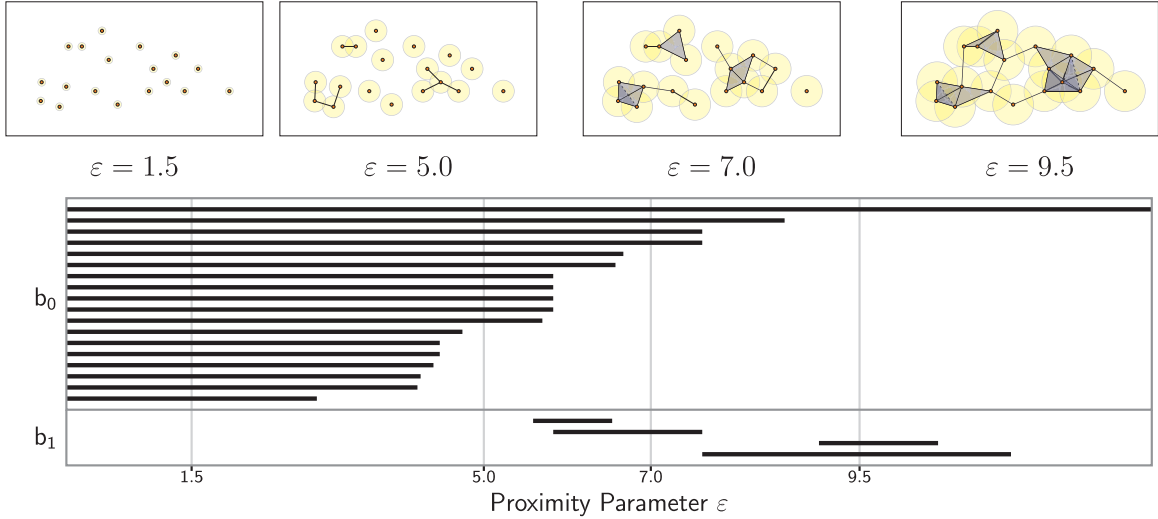 ε = 1.5
ε = 5.0
ε = 7.0
ε = 9.5
b₀
b₁
1.5
5.0
7.0
9.5
Proximity Parameter ε